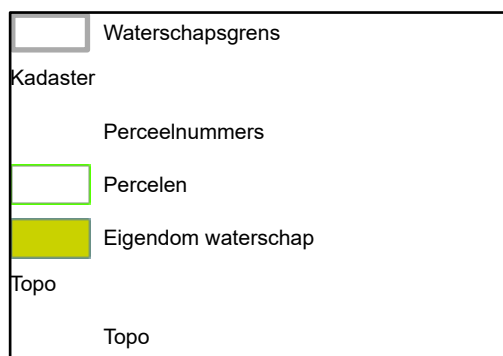 Waterschapsgrens
Kadaster
Perceelnummers
Percelen
Eigendom waterschap
Topo
Topo